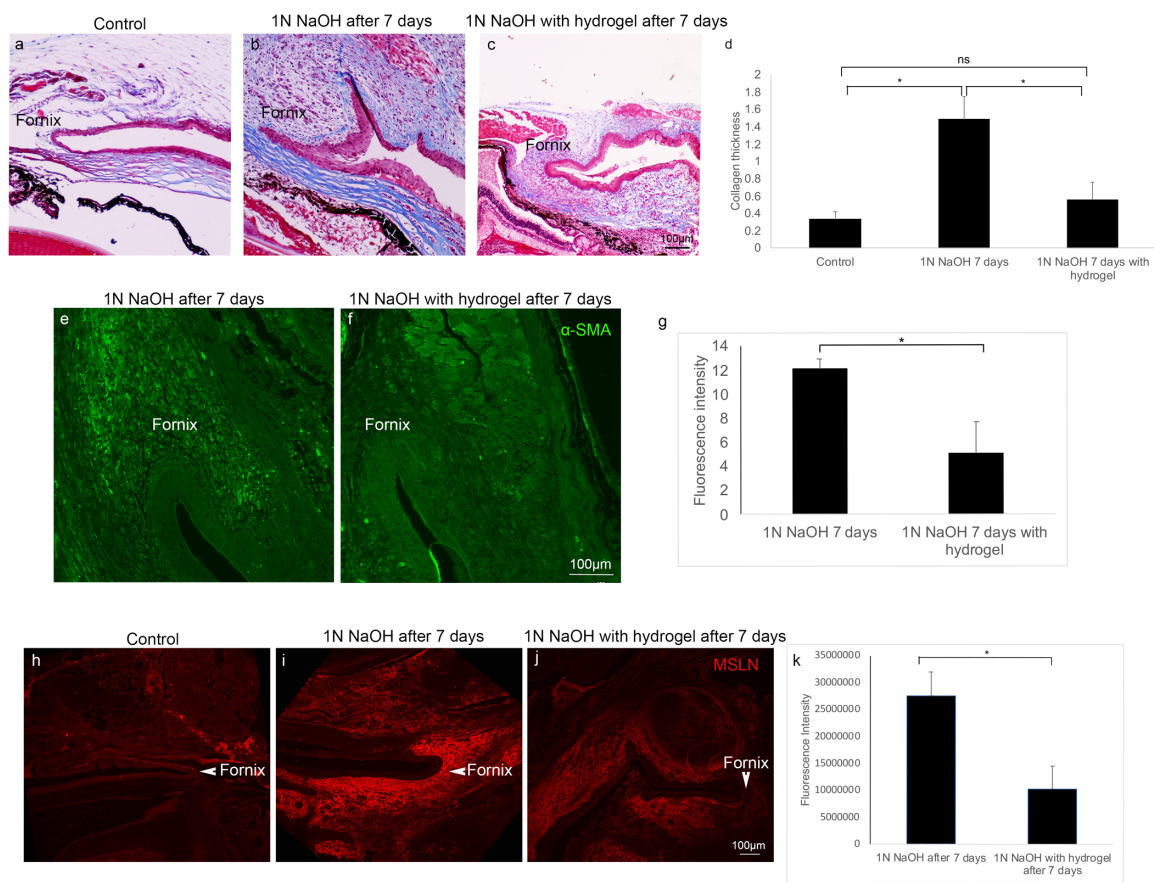 Control
1N NaOH after 7 days
1N NaOH with hydrogel after 7 days
a
Fornix
b
Fornix
c
Fornix
100µm
d
ns
*
*
2
1.8
1.6
1.4
1.2
1
0.8
0.6
0.4
0.2
0
Collagen thickness
Control
1N NaOH 7 days
1N NaOH 7 days with
hydrogel
1N NaOH after 7 days
1N NaOH with hydrogel after 7 days
e
Fornix
f
α-SMA
Fornix
100µm
g
*
14
12
10
8
6
4
2
0
Fluorescence intensity
1N NaOH 7 days
1N NaOH 7 days with
hydrogel
Control
1N NaOH after 7 days
1N NaOH with hydrogel after 7 days
h
Fornix
i
Fornix
j
MSLN
Fornix
100µm
k
*
35000000
30000000
25000000
20000000
15000000
10000000
5000000
0
Fluorescence Intensity
1N NaOH after 7 days
1N NaOH with hydrogel
after 7 days